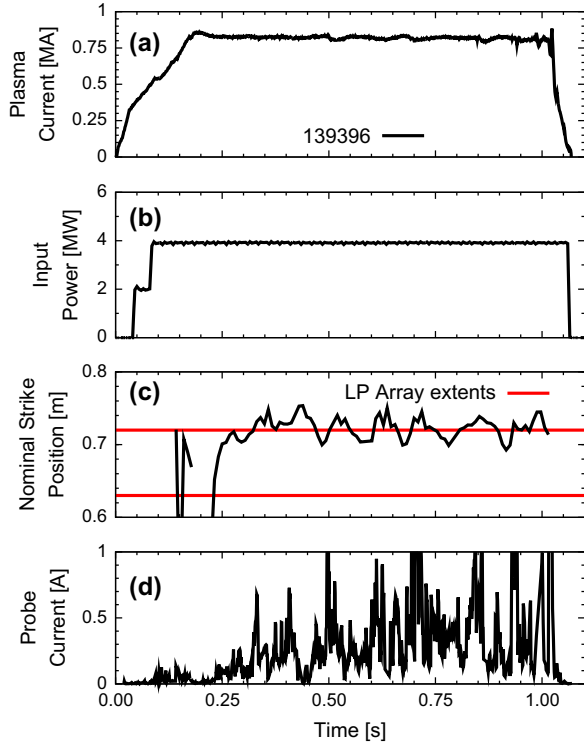 (a)
Plasma
Current [MA]
1
0.75
0.5
0.25
0
139396
(b)
Input
Power [MW]
6
4
2
0
(c)
LP Array extents
Nominal Strike
Position [m]
0.8
0.7
0.6
(d)
Probe
Current [A]
1
0.5
0
0.00 0.25 0.50 0.75 1.00
Time [s]